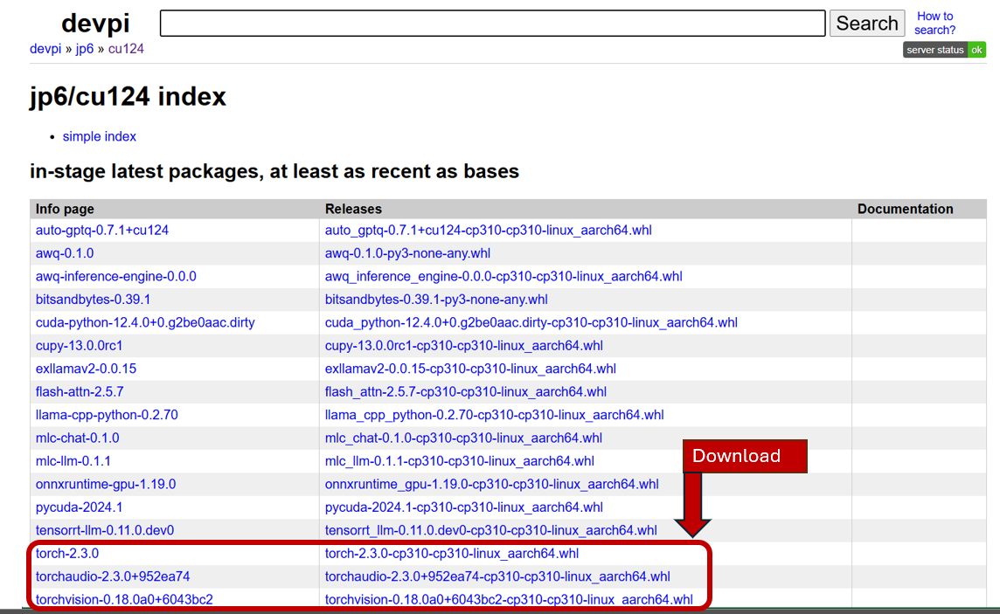 devpi
Search
How to
search?
devpi » jp6 » cu124
server status ok
jp6/cu124 index
• simple index
in-stage latest packages, at least as recent as bases
Info page Releases Documentation
auto-gptq-0.7.1+cu124 auto_gptq-0.7.1+cu124-cp310-cp310-linux_aarch64.whl
awq-0.1.0 awq-0.1.0-py3-none-any.whl
awq-inference-engine-0.0.0 awq_inference_engine-0.0.0-cp310-cp310-linux_aarch64.whl
bitsandbytes-0.39.1 bitsandbytes-0.39.1-py3-none-any.whl
cuda-python-12.4.0+0.g2be0aac.dirty cuda_python-12.4.0+0.g2be0aac.dirty-cp310-cp310-linux_aarch64.whl
cupy-13.0.0rc1 cupy-13.0.0rc1-cp310-cp310-linux_aarch64.whl
exllamav2-0.0.15 exllamav2-0.0.15-cp310-cp310-linux_aarch64.whl
flash-attn-2.5.7 flash_attn-2.5.7-cp310-cp310-linux_aarch64.whl
llama-cpp-python-0.2.70 llama_cpp_python-0.2.70-cp310-cp310-linux_aarch64.whl
mlc-chat-0.1.0 mlc_chat-0.1.0-cp310-cp310-linux_aarch64.whl
mlc-llm-0.1.1 mlc_llm-0.1.1-cp310-cp310-linux_aarch64.whl
Download
onnxruntime-gpu-1.19.0 onnxruntime_gpu-1.19.0-cp310-cp310-linux_aarch64.whl
pycuda-2024.1 pycuda-2024.1-cp310-cp310-linux_aarch64.whl
tensorrt-llm-0.11.0.dev0 tensorrt_llm-0.11.0.dev0-cp310-cp310-linux_aarch64.whl
torch-2.3.0 torch-2.3.0-cp310-cp310-linux_aarch64.whl
torchaudio-2.3.0+952ea74 torchaudio-2.3.0+952ea74-cp310-cp310-linux_aarch64.whl
torchvision-0.18.0a0+6043bc2 torchvision-0.18.0a0+6043bc2-cp310-cp310-linux_aarch64.whl